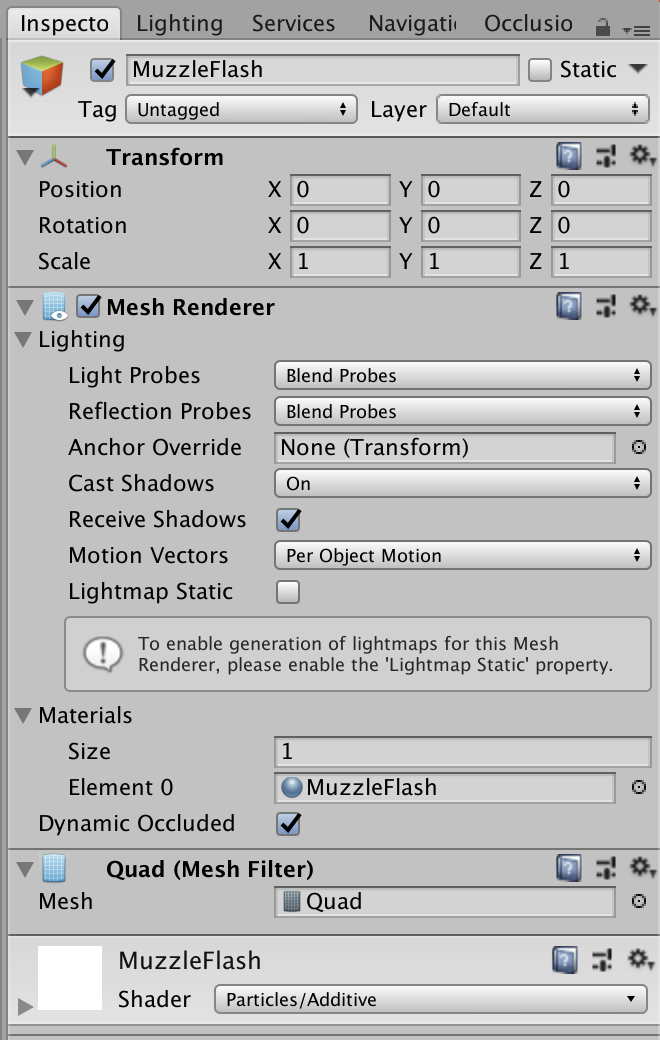 Inspecto Lighting Services Navigati Occlusio
MuzzleFlash Static
Tag Untagged Layer Default
Transform
Position X 0 Y 0 Z 0
Rotation X 0 Y 0 Z 0
Scale X 1 Y 1 Z 1
Mesh Renderer
Lighting
Light Probes Blend Probes
Reflection Probes Blend Probes
Anchor Override None (Transform)
Cast Shadows On
Receive Shadows
Motion Vectors Per Object Motion
Lightmap Static
To enable generation of lightmaps for this Mesh
Renderer, please enable the 'Lightmap Static' property.
Materials
Size 1
Element 0 MuzzleFlash
Dynamic Occluded
Quad (Mesh Filter)
Mesh Quad
MuzzleFlash
Shader Particles/Additive